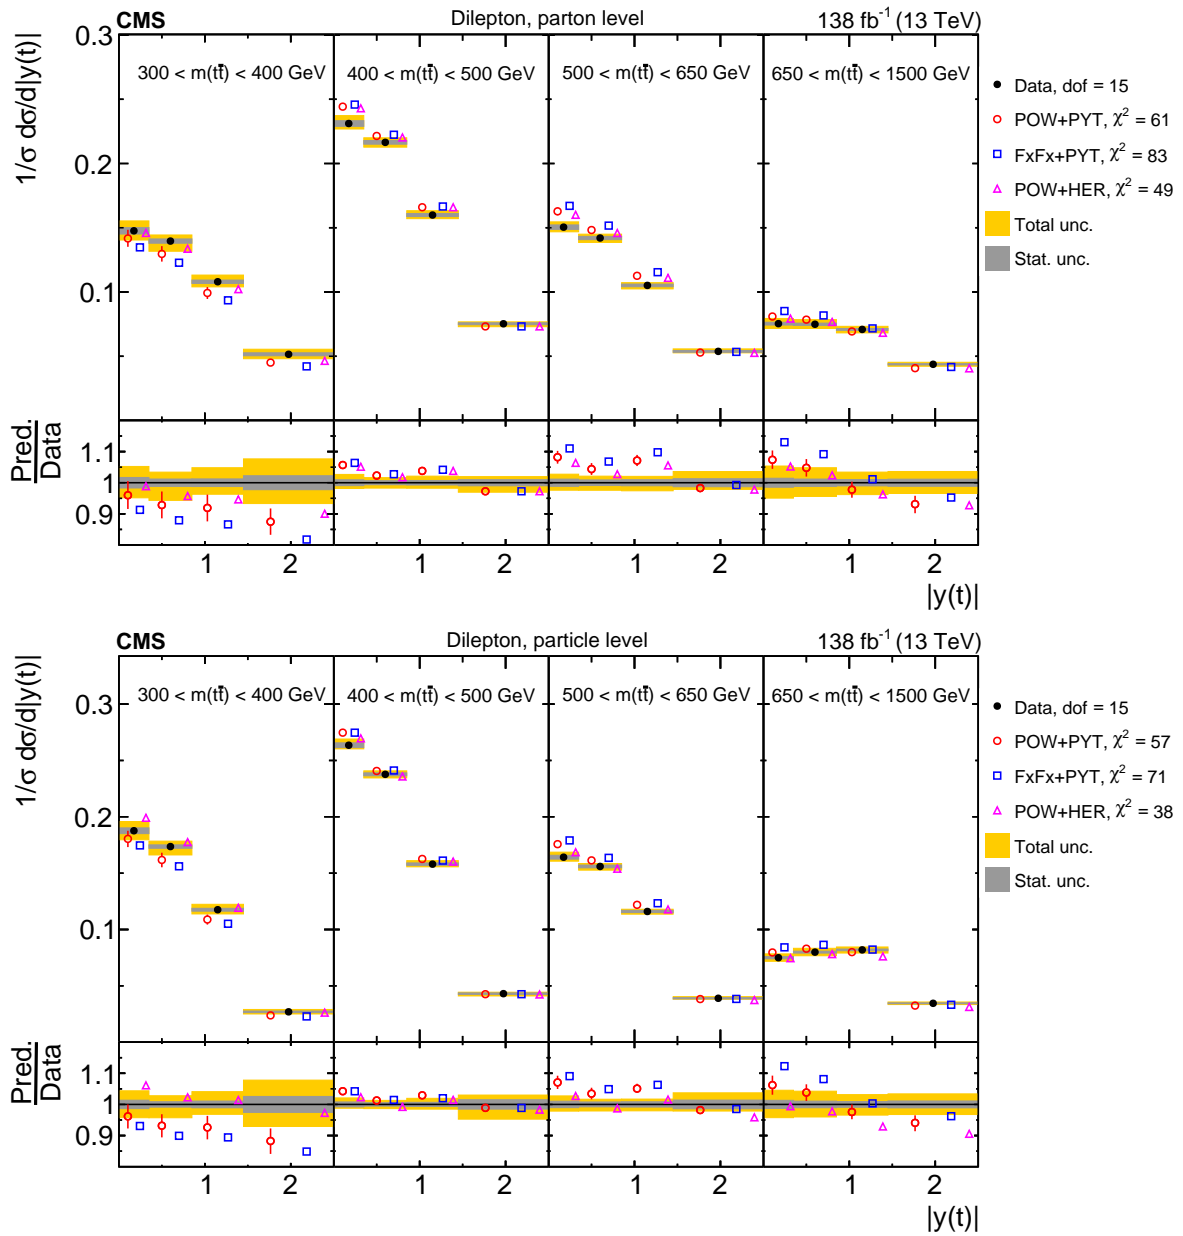 CMS Dilepton, parton level 138 fb⁻¹ (13 TeV)
1/σ dσ/d|y(t)|
0.3
0.2
0.1
300 < m(tt̄) < 400 GeV
400 < m(tt̄) < 500 GeV
500 < m(tt̄) < 650 GeV
650 < m(tt̄) < 1500 GeV
Data, dof = 15
POW+PYT, χ² = 61
FxFx+PYT, χ² = 83
POW+HER, χ² = 49
Total unc.
Stat. unc.
Pred.
Data
1.1
1
0.9
1 2 1 2 1 2 1 2
|y(t)|
CMS Dilepton, particle level 138 fb⁻¹ (13 TeV)
1/σ dσ/d|y(t)|
0.3
0.2
0.1
300 < m(tt̄) < 400 GeV
400 < m(tt̄) < 500 GeV
500 < m(tt̄) < 650 GeV
650 < m(tt̄) < 1500 GeV
Data, dof = 15
POW+PYT, χ² = 57
FxFx+PYT, χ² = 71
POW+HER, χ² = 38
Total unc.
Stat. unc.
Pred.
Data
1.1
1
0.9
1 2 1 2 1 2 1 2
|y(t)|